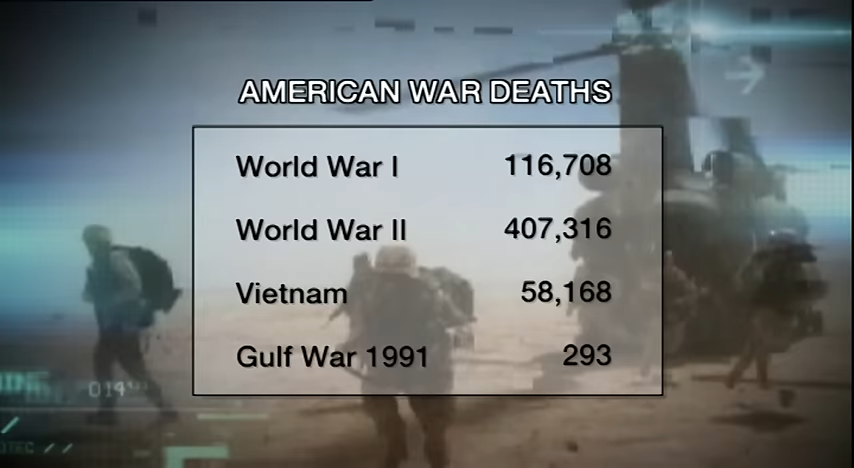 AMERICAN WAR DEATHS
World War I 116,708
World War II 407,316
Vietnam 58,168
Gulf War 1991 293
014